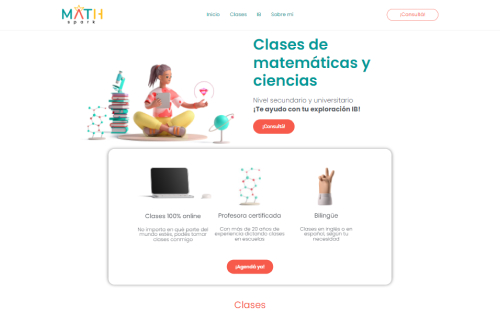 MATH
spark
Inicio
Clases
IB
Sobre mí
¡Consultá!
Clases de
matemáticas y
ciencias
Nivel secundario y universitario
¡Te ayudo con tu exploración IB!
¡Consultá!
Clases 100% online
No importa en qué parte del
mundo estés, podés tomar
clases conmigo
Profesora certificada
Con más de 20 años de
experiencia dictando clases
en escuelas
Bilingüe
Clases en inglés o en
español, según tu
necesidad
¡Agendá ya!
Clases